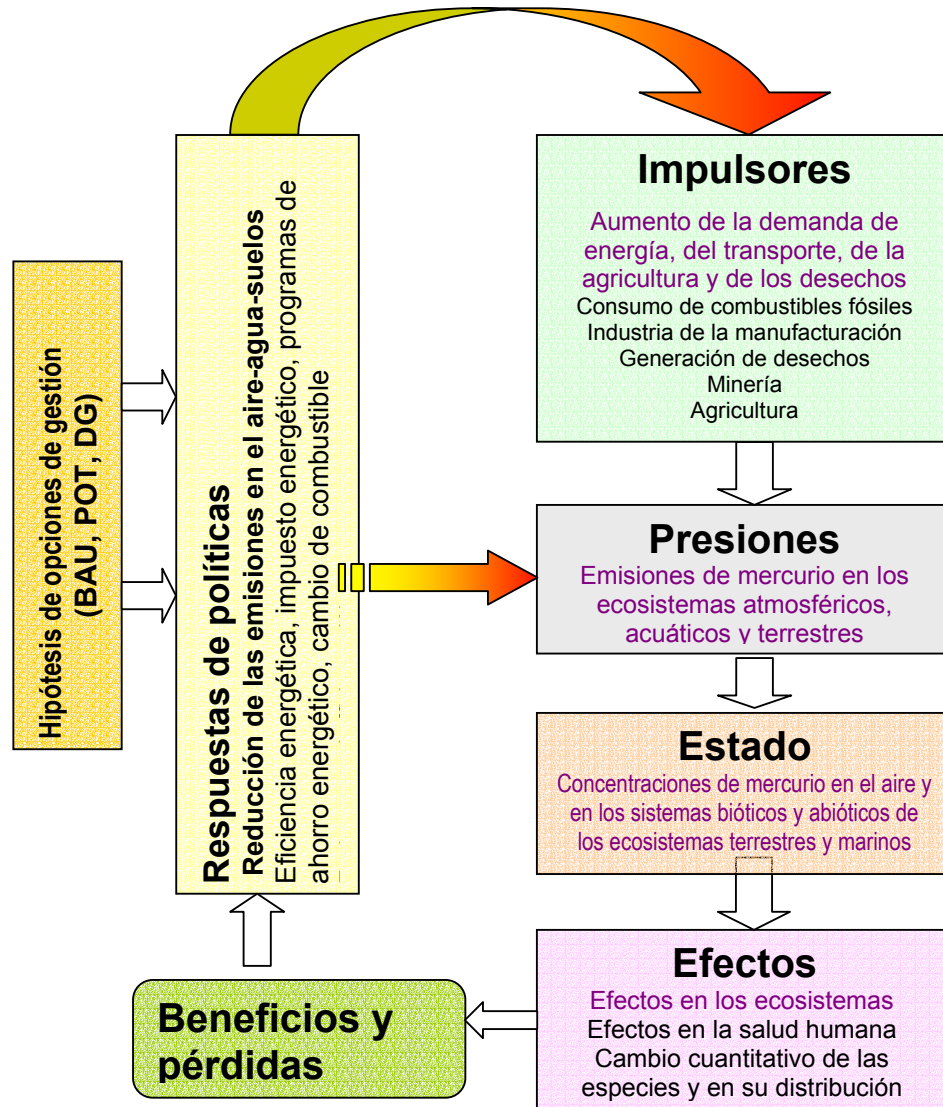 Hipótesis de opciones de gestión
(BAU, POT, DG)
Respuestas de políticas
Reducción de las emisiones en el aire-agua-suelos
Eficiencia energética, impuesto energético, programas de
ahorro energético, cambio de combustible
Impulsores
Aumento de la demanda de
energía, del transporte, de la
agricultura y de los desechos
Consumo de combustibles fósiles
Industria de la manufacturación
Generación de desechos
Minería
Agricultura
Presiones
Emisiones de mercurio en los
ecosistemas atmosféricos,
acuáticos y terrestres
Estado
Concentraciones de mercurio en el aire y
en los sistemas bióticos y abióticos de
los ecosistemas terrestres y marinos
Efectos
Efectos en los ecosistemas
Efectos en la salud humana
Cambio cuantitativo de las
especies y en su distribución
Beneficios y
pérdidas